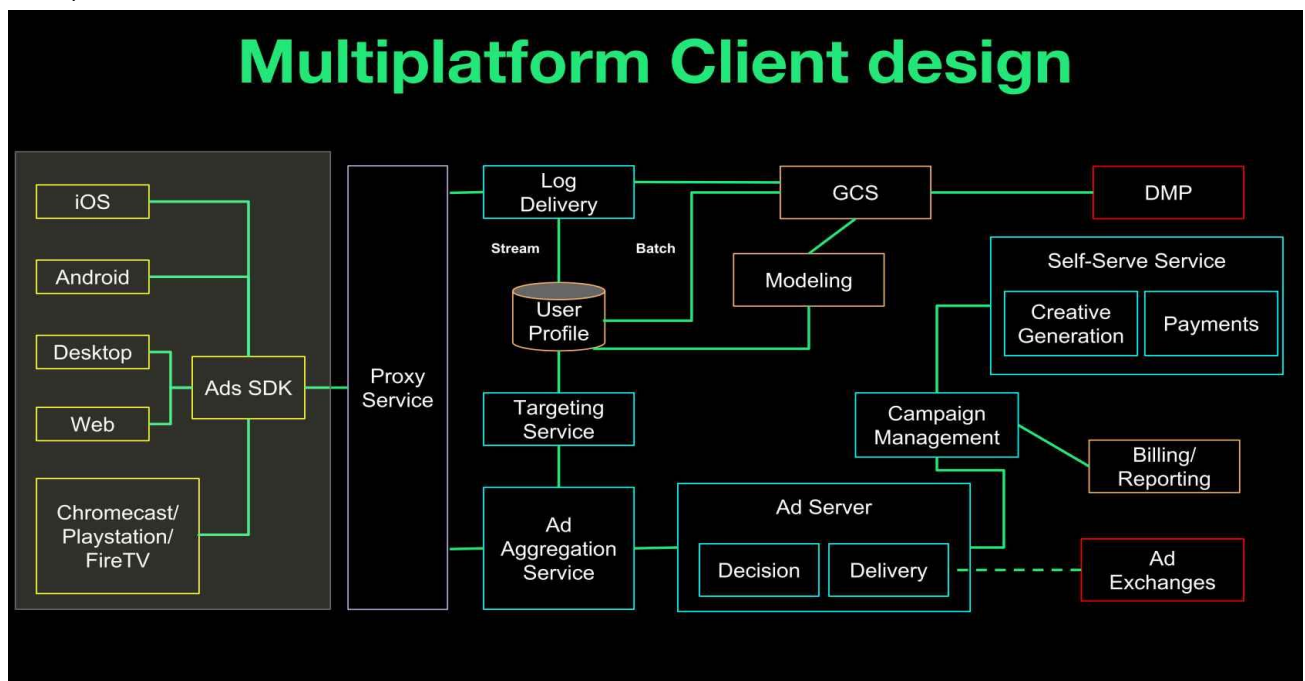 Multiplatform Client design
iOS
Android
Desktop
Web
Chromecast/
Playstation/
FireTV
Ads SDK
Proxy
Service
Log
Delivery
Stream
Batch
User
Profile
Targeting
Service
Ad
Aggregation
Service
GCS
Modeling
DMP
Self-Serve Service
Creative
Generation
Payments
Campaign
Management
Billing/
Reporting
Ad Server
Decision
Delivery
Ad
Exchanges